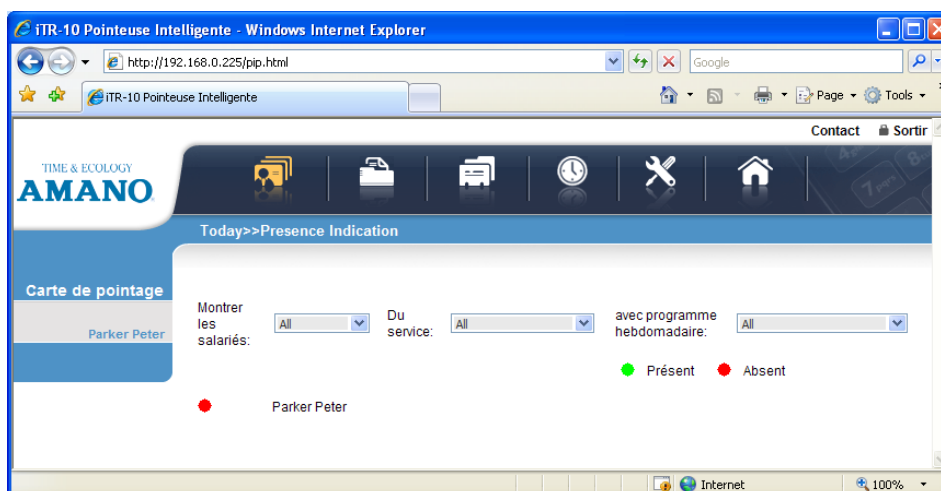 iTR-10 Pointeuse Intelligente - Windows Internet Explorer
http://192.168.0.225/pip.html
Google
iTR-10 Pointeuse Intelligente
Page
Tools
Contact
Sortir
TIME & ECOLOGY
AMANO
Today>>Presence Indication
Carte de pointage
Parker Peter
Montrer
les
salariés:
All
Du
service:
All
avec programme
hebdomadaire:
All
Présent
Absent
Parker Peter
Internet
100%